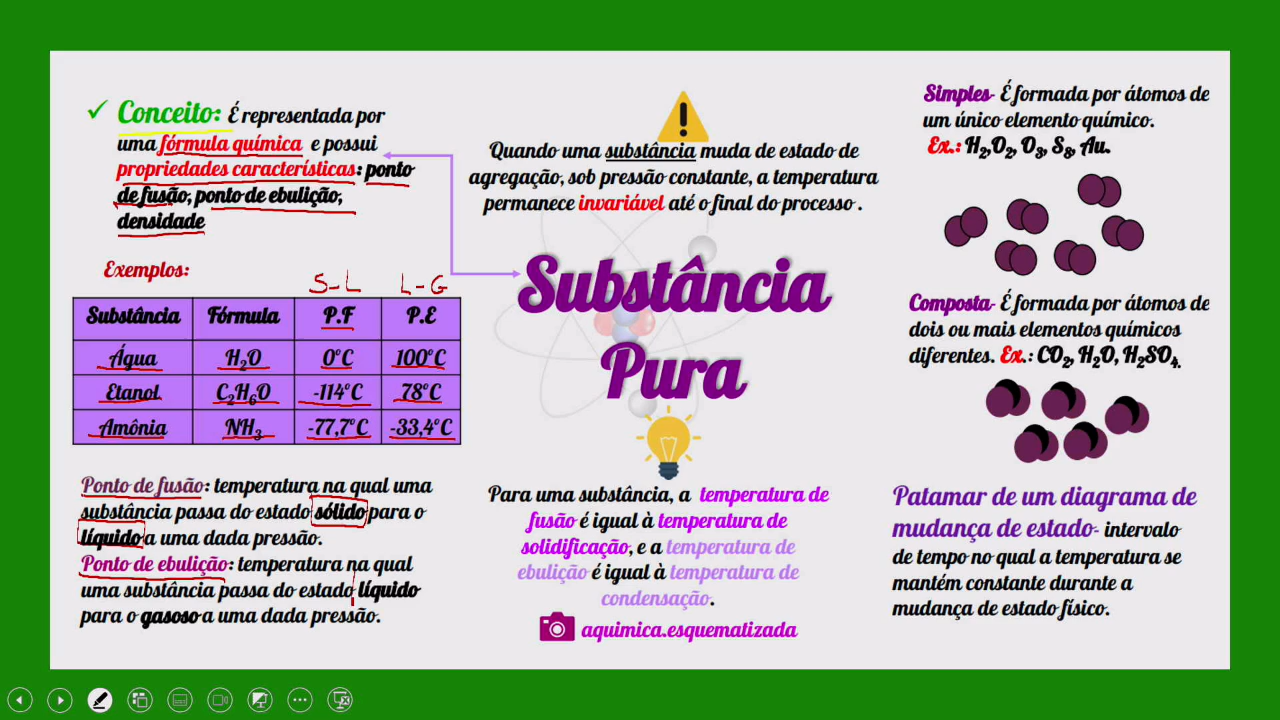 ✓ Conceito: É representada por
uma fórmula química e possui
propriedades características: ponto
de fusão, ponto de ebulição,
densidade
Exemplos:
S-L L-G
Substância Fórmula P.F P.E
Água H₂O 0°C 100°C
Etanol C₂H₆O -114°C 78°C
Amônia NH₃ -77,7°C -33,4°C
Ponto de fusão: temperatura na qual uma
substância passa do estado sólido para o
líquido a uma dada pressão.
Ponto de ebulição: temperatura na qual
uma substância passa do estado líquido
para o gasoso a uma dada pressão.
Quando uma substância muda de estado de
agregação, sob pressão constante, a temperatura
permanece invariável até o final do processo .
Substância
Pura
Para uma substância, a temperatura de
fusão é igual à temperatura de
solidificação, e a temperatura de
ebulição é igual à temperatura de
condensação.
aquimica.esquematizada
Simples- É formada por átomos de
um único elemento químico.
Ex.: H₂,O₂, O₃, S₈, Au.
Composta- É formada por átomos de
dois ou mais elementos químicos
diferentes. Ex.: CO₂, H₂O, H₂SO₄.
Patamar de um diagrama de
mudança de estado- intervalo
de tempo no qual a temperatura se
mantém constante durante a
mudança de estado físico.